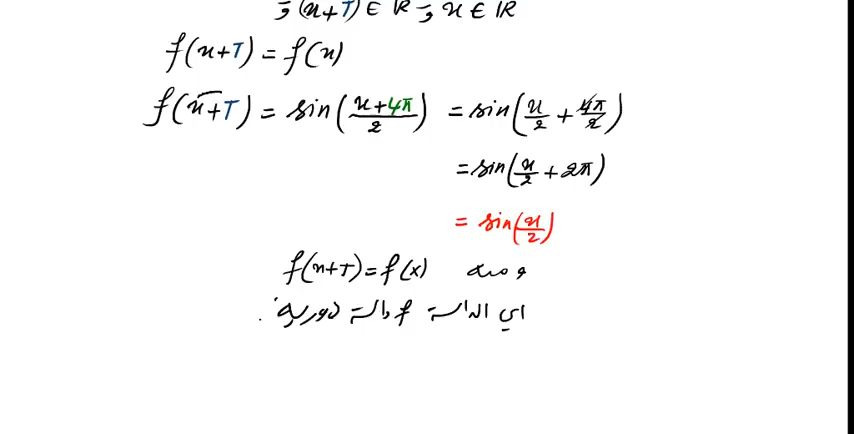 (x+T) ∈ ℝ و x ∈ ℝ و
f(x+T) = f(x)
f(x+T) = sin((x+4π)/2) = sin(x/2 + 4π/2)
= sin(x/2 + 2π)
= sin(x/2)
ومنه f(x+T) = f(x)
اي الدالة f دالة دورية.